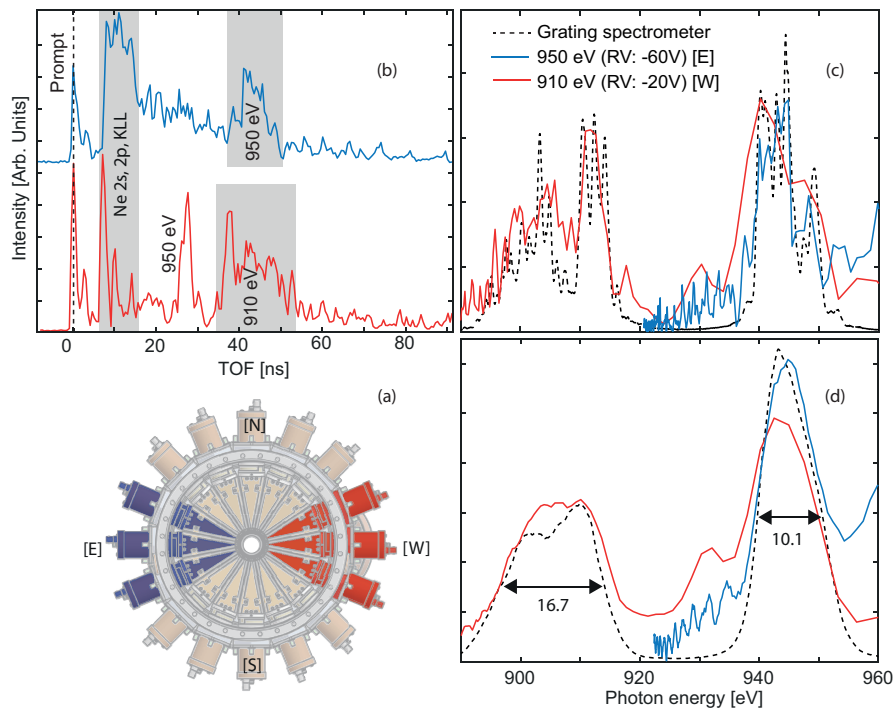 (b)
Prompt
Ne 2s, 2p, KLL
950 eV
950 eV
910 eV
Intensity [Arb. Units]
0 20 40 60 80
TOF [ns]
Grating spectrometer
950 eV (RV: -60V) [E]
910 eV (RV: -20V) [W]
(c)
(a)
[N]
[E]
[W]
[S]
(d)
10.1
16.7
900 920 940 960
Photon energy [eV]